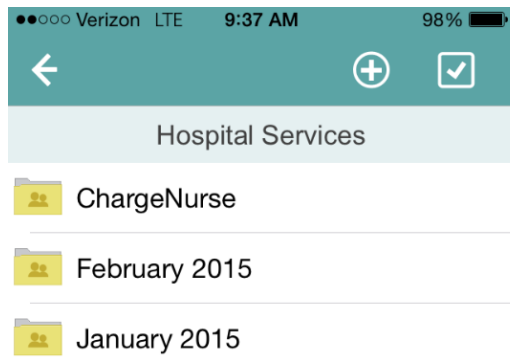 Verizon LTE 9:37 AM 98%
Hospital Services
ChargeNurse
February 2015
January 2015